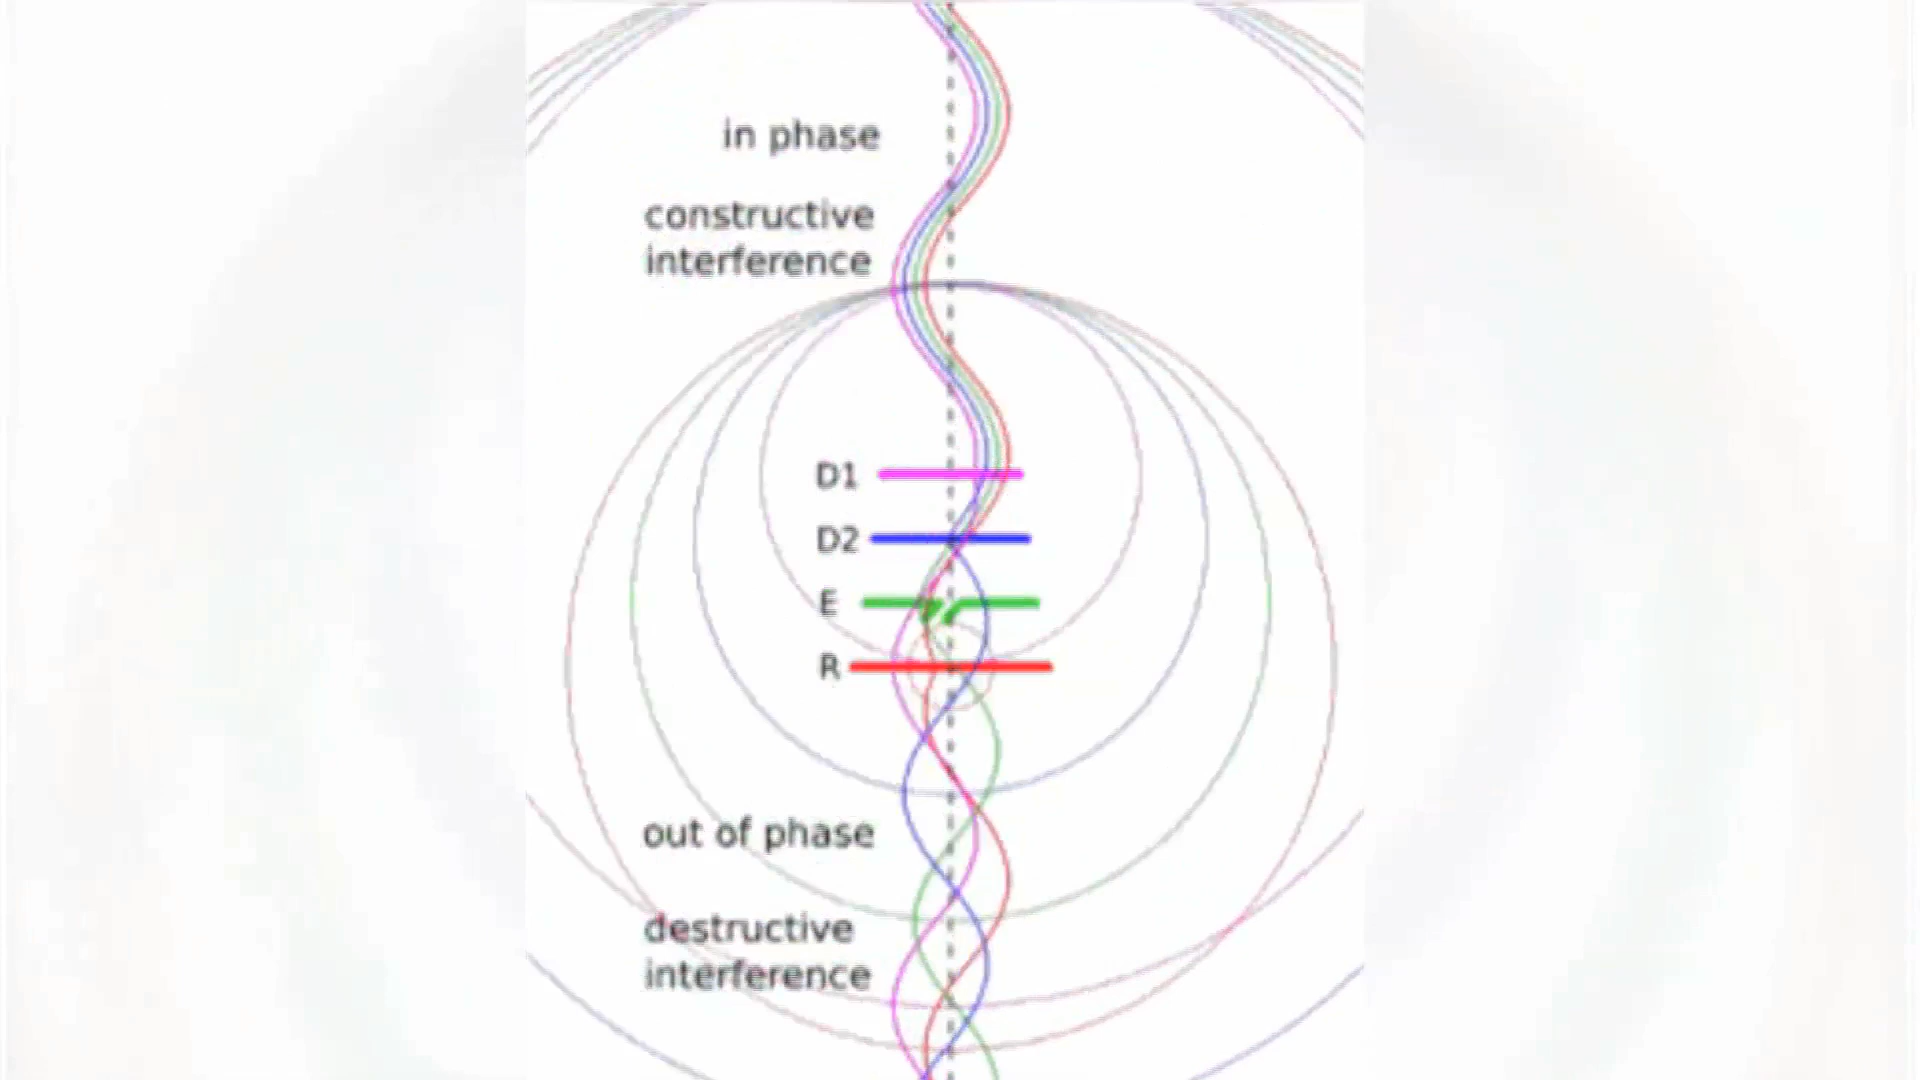 in phase
constructive
interference
D1
D2
E
R
out of phase
destructive
interference